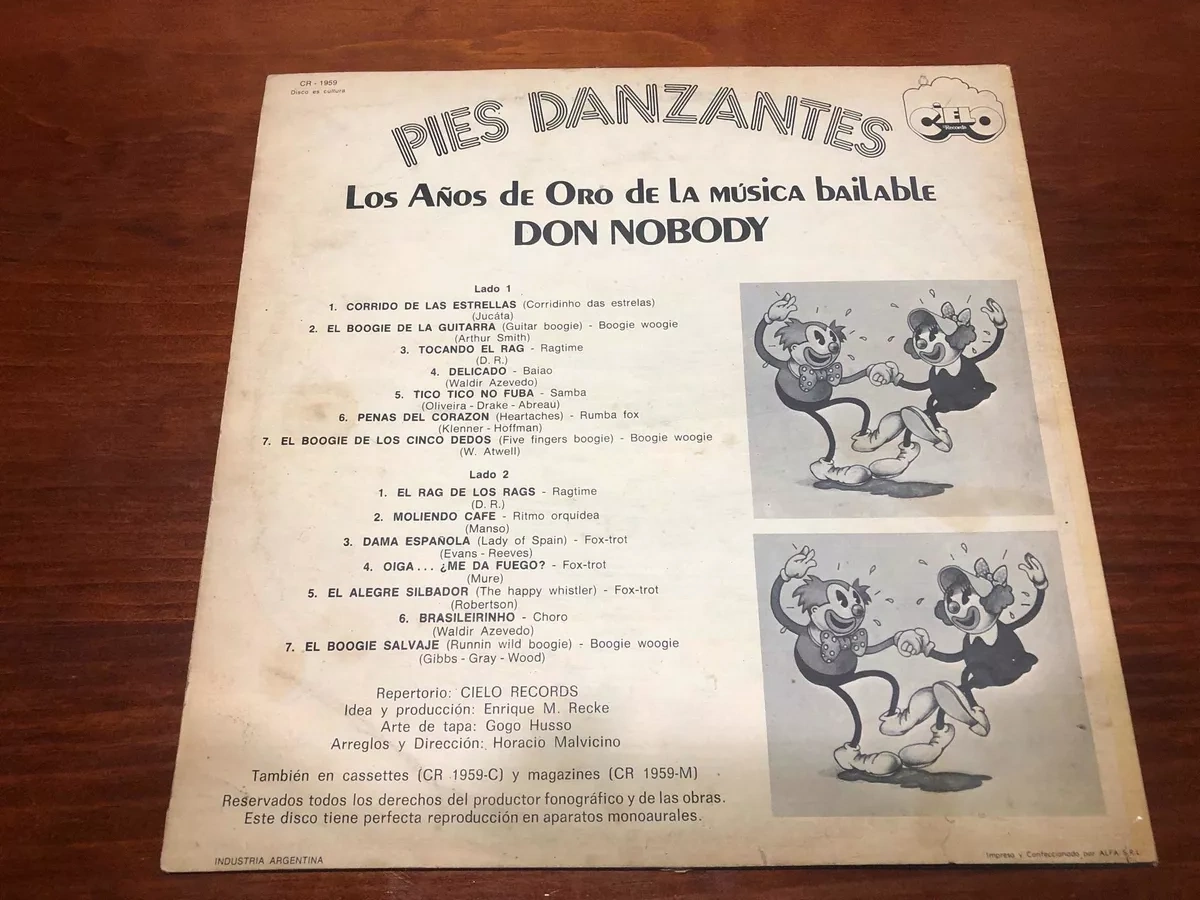 CR - 1959
Disco es cultura
PIES DANZANTES
CIELO
Records
Los Años de Oro de la música bailable
DON NOBODY
Lado 1
1. CORRIDO DE LAS ESTRELLAS (Corridinho das estrelas)
(Jucáta)
2. EL BOOGIE DE LA GUITARRA (Guitar boogie) - Boogie woogie
(Arthur Smith)
3. TOCANDO EL RAG - Ragtime
(D. R.)
4. DELICADO - Baiao
(Waldir Azevedo)
5. TICO TICO NO FUBA - Samba
(Oliveira - Drake - Abreau)
6. PENAS DEL CORAZON (Heartaches) - Rumba fox
(Klenner - Hoffman)
7. EL BOOGIE DE LOS CINCO DEDOS (Five fingers boogie) - Boogie woogie
(W. Atwell)
Lado 2
1. EL RAG DE LOS RAGS - Ragtime
(D. R.)
2. MOLIENDO CAFE - Ritmo orquídea
(Manso)
3. DAMA ESPAÑOLA (Lady of Spain) - Fox-trot
(Evans - Reeves)
4. OIGA... ¿ME DA FUEGO? - Fox-trot
(Mure)
5. EL ALEGRE SILBADOR (The happy whistler) - Fox-trot
(Robertson)
6. BRASILEIRINHO - Choro
(Waldir Azevedo)
7. EL BOOGIE SALVAJE (Runnin wild boogie) - Boogie woogie
(Gibbs - Gray - Wood)
Repertorio: CIELO RECORDS
Idea y producción: Enrique M. Recke
Arte de tapa: Gogo Husso
Arreglos y Dirección: Horacio Malvicino
También en cassettes (CR 1959-C) y magazines (CR 1959-M)
Reservados todos los derechos del productor fonográfico y de las obras.
Este disco tiene perfecta reproducción en aparatos monoaurales.
INDUSTRIA ARGENTINA
Impreso y Confeccionado por ALFA S.R.L.